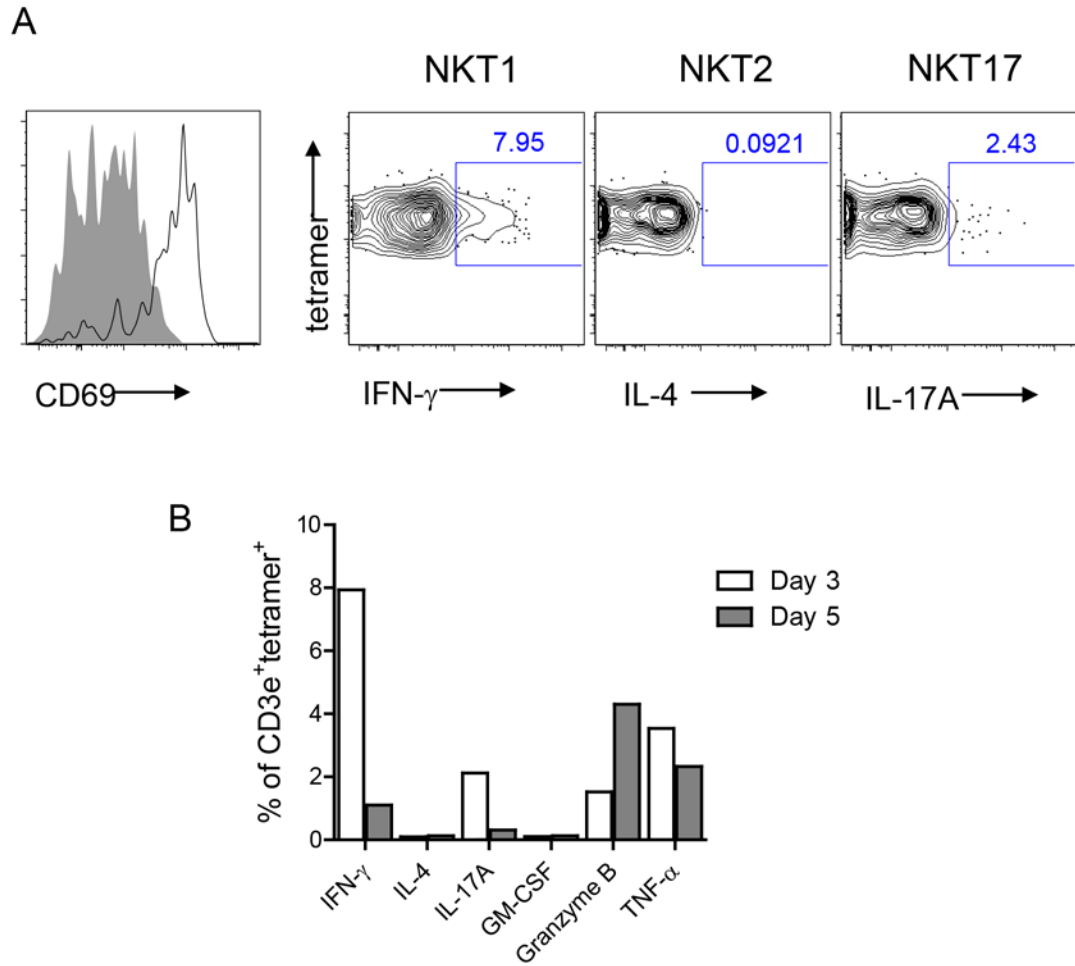 A
NKT1 NKT2 NKT17
7.95 0.0921 2.43
tetramer
CD69 IFN-γ IL-4 IL-17A
B
% of CD3e⁺tetramer⁺
10
8
6
4
2
0
Day 3
Day 5
IFN-γ IL-4 IL-17A GM-CSF Granzyme B TNF-α